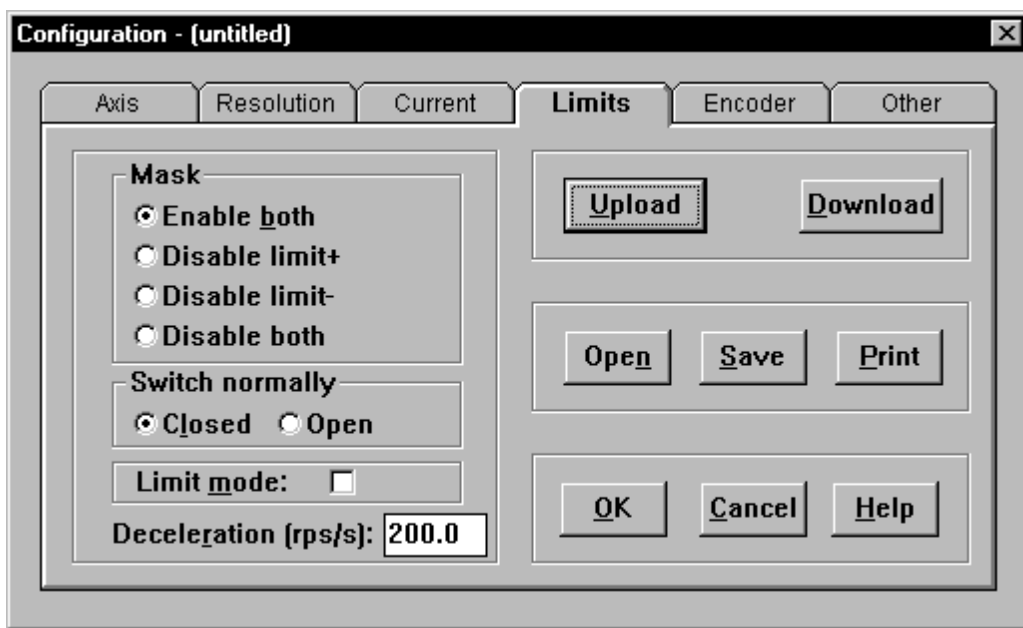 Configuration - (untitled)
Axis Resolution Current Limits Encoder Other
Mask
Enable both
Disable limit+
Disable limit-
Disable both
Switch normally
Closed Open
Limit mode:
Deceleration (rps/s): 200.0
Upload Download
Open Save Print
OK Cancel Help